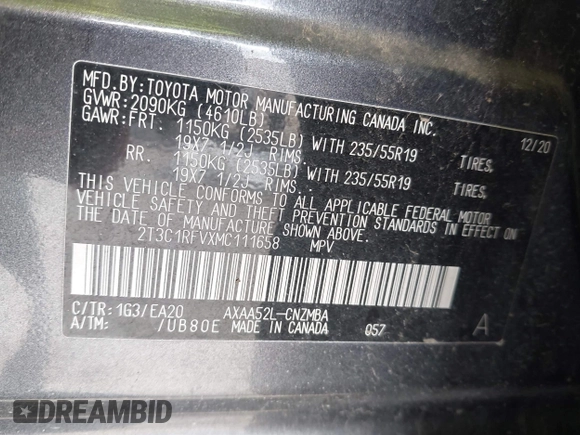 MFD.BY:TOYOTA MOTOR MANUFACTURING CANADA INC.
GVWR:2090KG (4610LB) 12/20
GAWR:FRT. 1150KG (2535LB) WITH 235/55R19 TIRES,
19X7 1/2J RIMS..
RR. 1150KG (2535LB) WITH 235/55R19 TIRES,
19X7 1/2J RIMS..
THIS VEHICLE CONFORMS TO ALL APPLICABLE FEDERAL MOTOR
VEHICLE SAFETY AND THEFT PREVENTION STANDARDS IN EFFECT ON
THE DATE OF MANUFACTURE SHOWN ABOVE.
2T3C1RFVXMC111658 MPV
C/TR: 1G3/EA20 AXAA52L-CNZMBA
A/TM: /UB80E MADE IN CANADA 057 A
DREAMBID